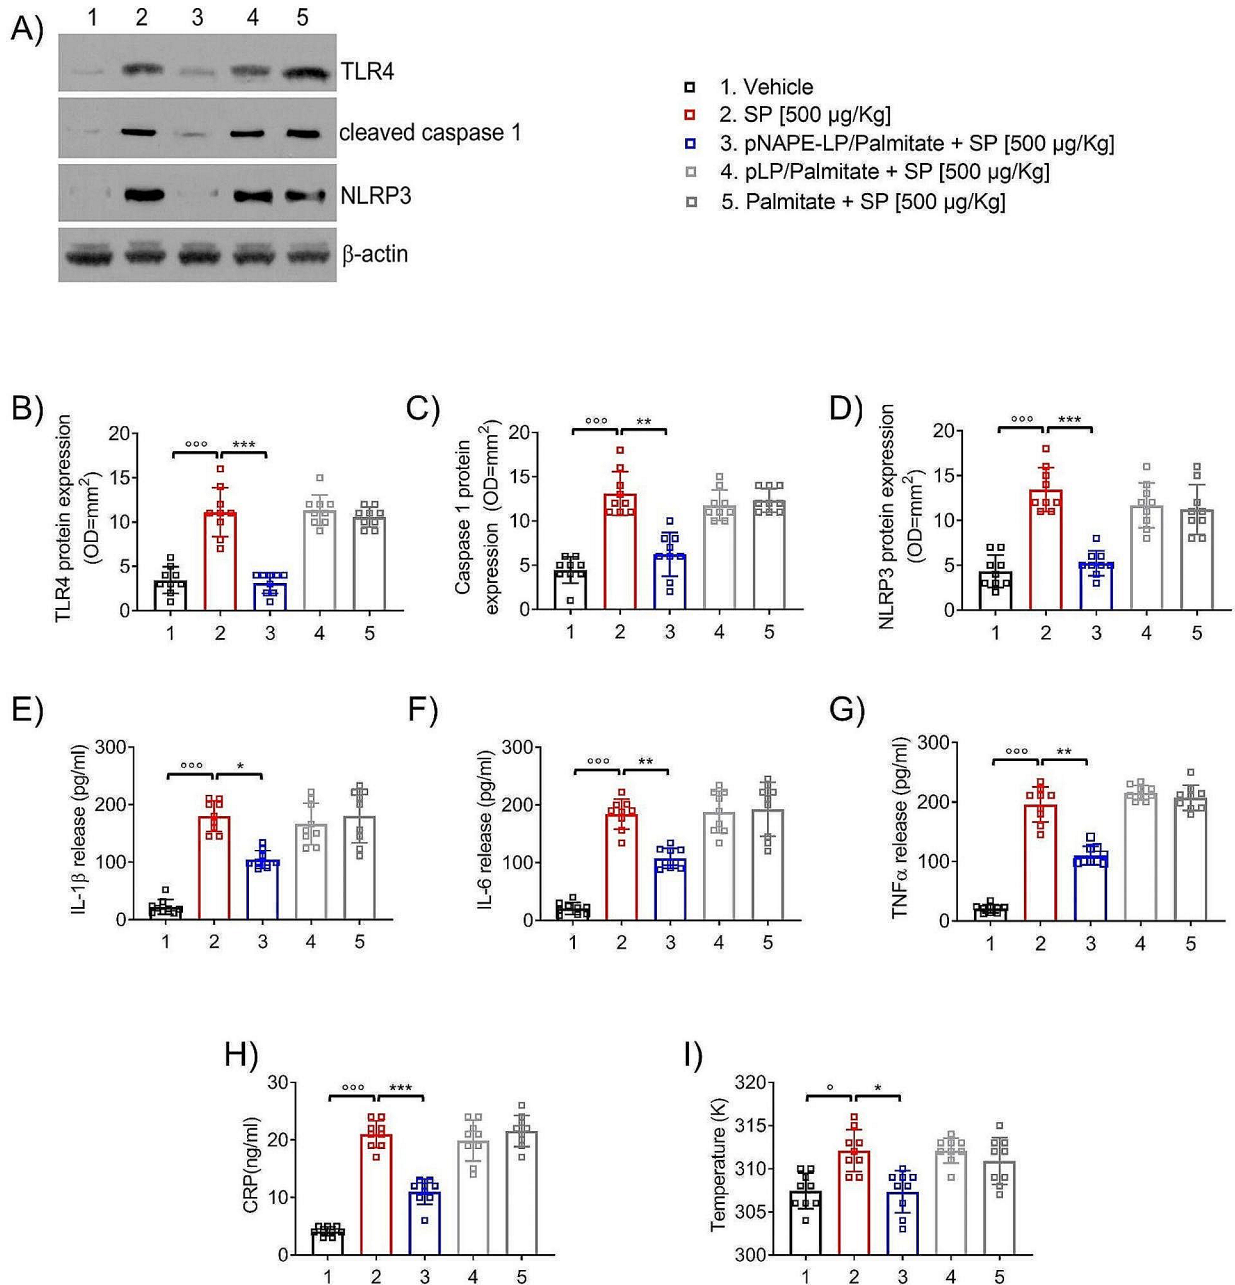 A)
1 2 3 4 5
TLR4
cleaved caspase 1
NLRP3
β-actin
1. Vehicle
2. SP [500 µg/Kg]
3. pNAPE-LP/Palmitate + SP [500 µg/Kg]
4. pLP/Palmitate + SP [500 µg/Kg]
5. Palmitate + SP [500 µg/Kg]
B)
TLR4 protein expression
(OD=mm²)
20
15
10
5
0
°°° ***
1 2 3 4 5
C)
Caspase 1 protein
expression (OD=mm²)
20
15
10
5
0
°°° **
1 2 3 4 5
D)
NLRP3 protein expression
(OD=mm²)
20
15
10
5
0
°°° ***
1 2 3 4 5
E)
IL-1β release (pg/ml)
300
200
100
0
°°° *
1 2 3 4 5
F)
IL-6 release (pg/ml)
300
200
100
0
°°° **
1 2 3 4 5
G)
TNFα release (pg/ml)
300
200
100
0
°°° **
1 2 3 4 5
H)
CRP(ng/ml)
30
20
10
0
°°° ***
1 2 3 4 5
I)
Temperature (K)
320
315
310
305
300
° *
1 2 3 4 5